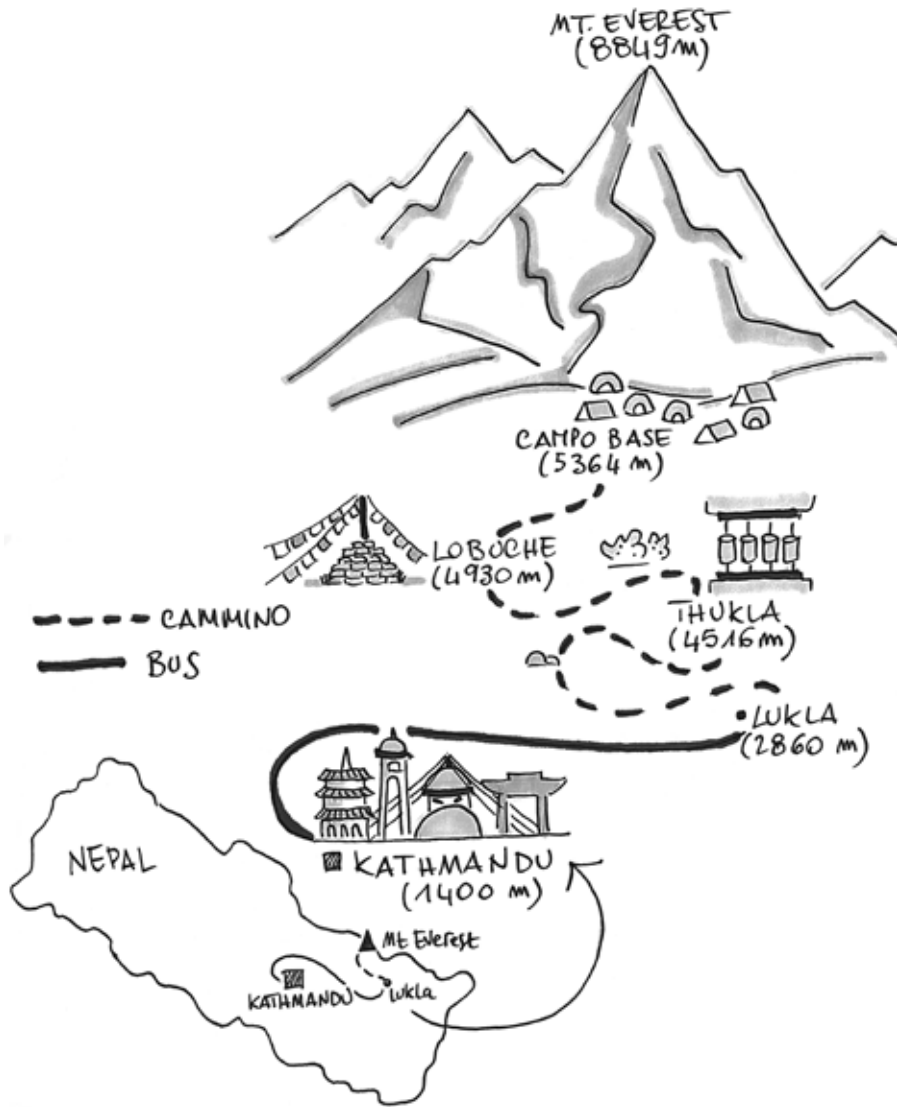 MT. EVEREST
(8849 m)
CAMPO BASE
(5364 m)
LOBUCHE
(4930 m)
THUKLA
(4516 m)
CAMMINO
BUS
LUKLA
(2860 m)
NEPAL
KATHMANDU
(1400 m)
Mt Everest
KATHMANDU
Lukla